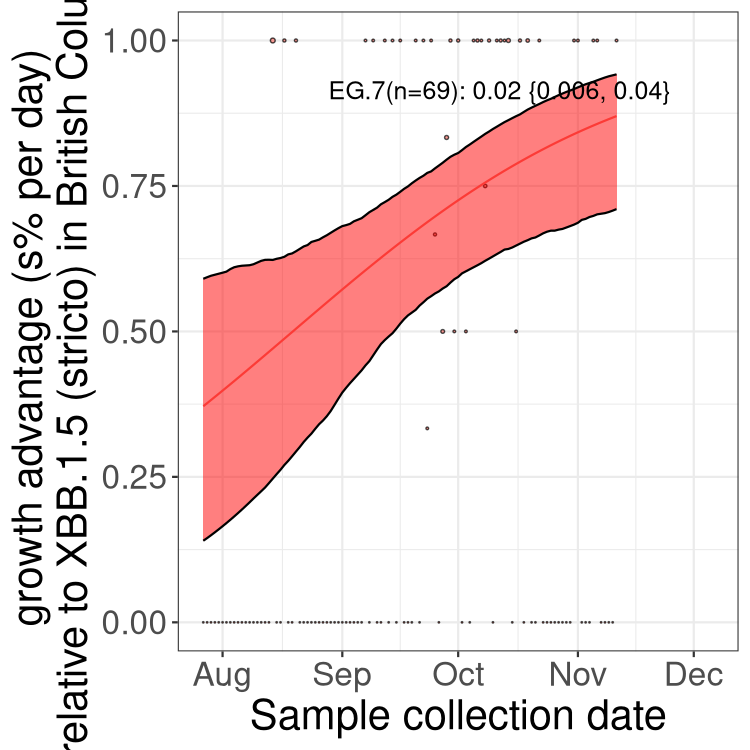 growth advantage (s% per day)
relative to XBB.1.5 (stricto) in British
1.00
0.75
0.50
0.25
0.00
EG.7(n=69): 0.02 {0.006, 0.04}
Aug Sep Oct Nov Dec
Sample collection date